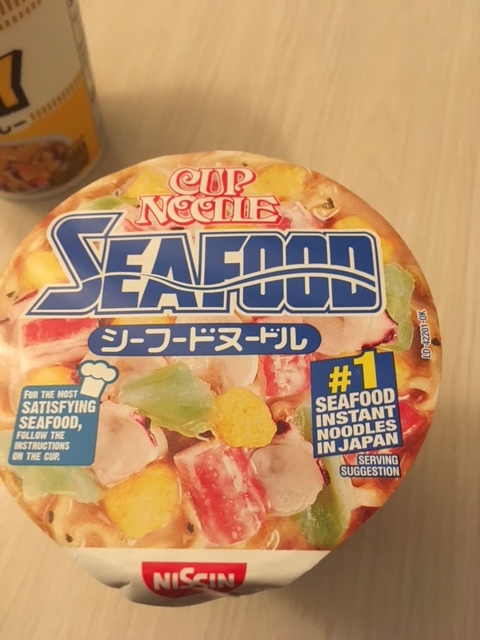 CUP
NOODLE
SEAFOOD
シーフードヌードル
#1
SEAFOOD
INSTANT
NOODLES
IN JAPAN
SERVING
SUGGESTION
FOR THE MOST
SATISFYING
SEAFOOD,
FOLLOW THE
INSTRUCTIONS
ON THE CUP.
NISSIN